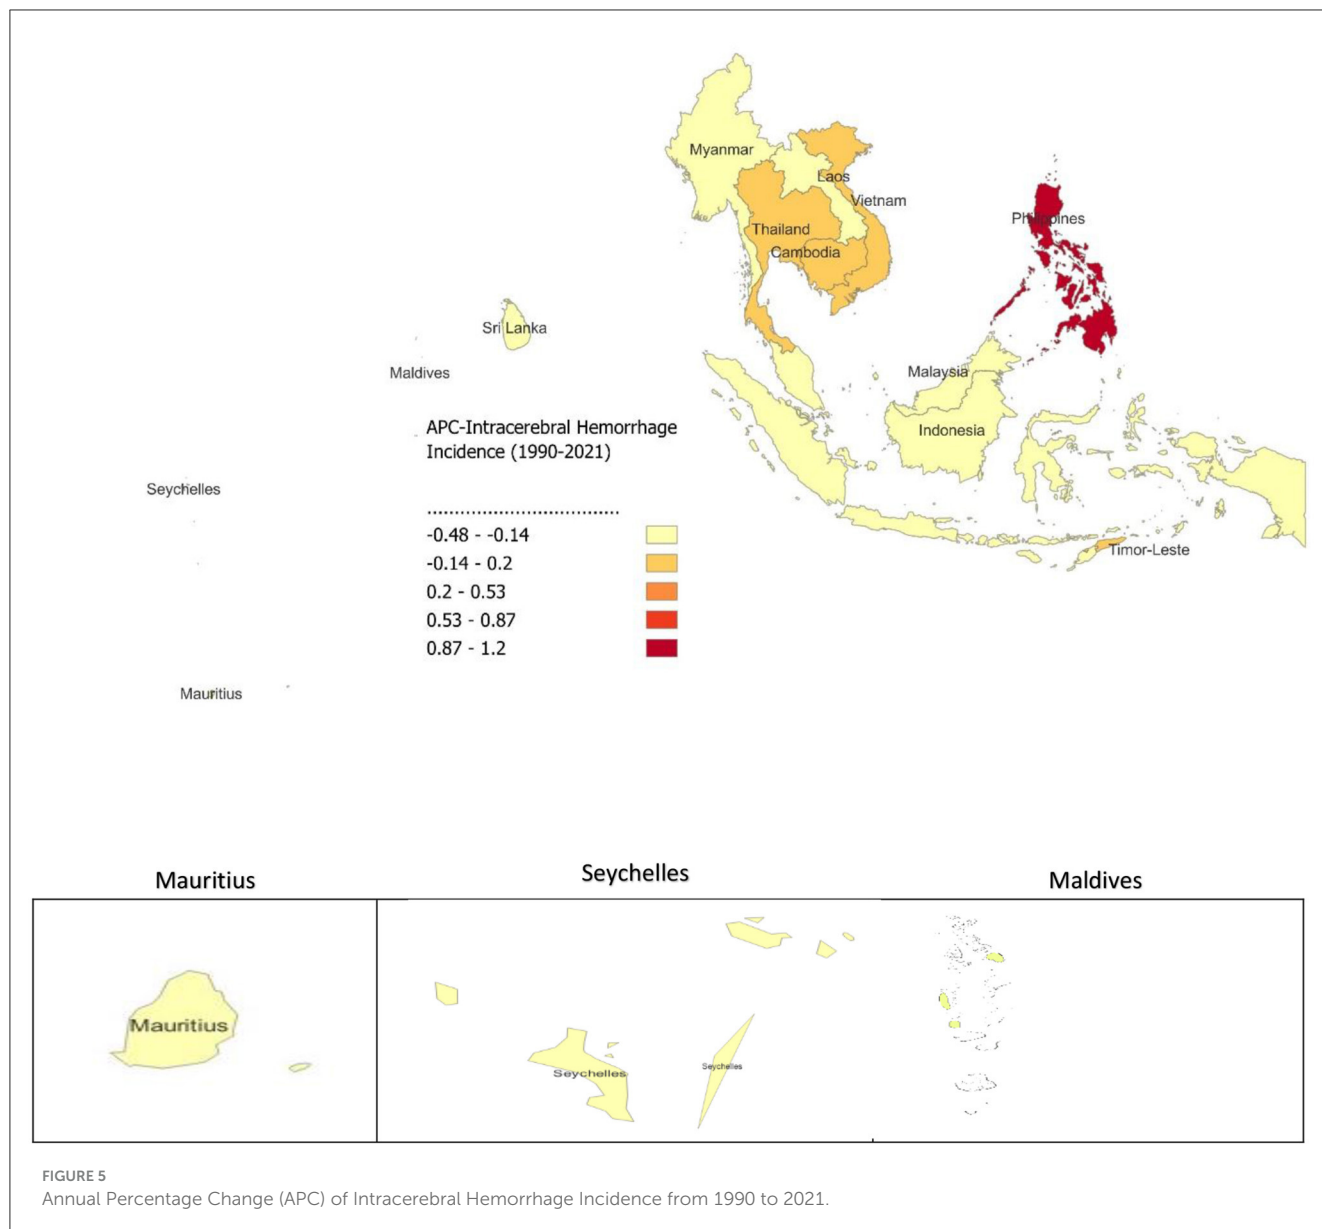 Myanmar
Laos
Vietnam
Thailand
Cambodia
Philippines
Sri Lanka
Maldives
Malaysia
Indonesia
Timor-Leste
Seychelles
Mauritius
APC-Intracerebral Hemorrhage
Incidence (1990-2021)
...................................
-0.48 - -0.14
-0.14 - 0.2
0.2 - 0.53
0.53 - 0.87
0.87 - 1.2
Mauritius
Seychelles
Maldives
Mauritius
Seychelles
Seychelles
FIGURE 5
Annual Percentage Change (APC) of Intracerebral Hemorrhage Incidence from 1990 to 2021.